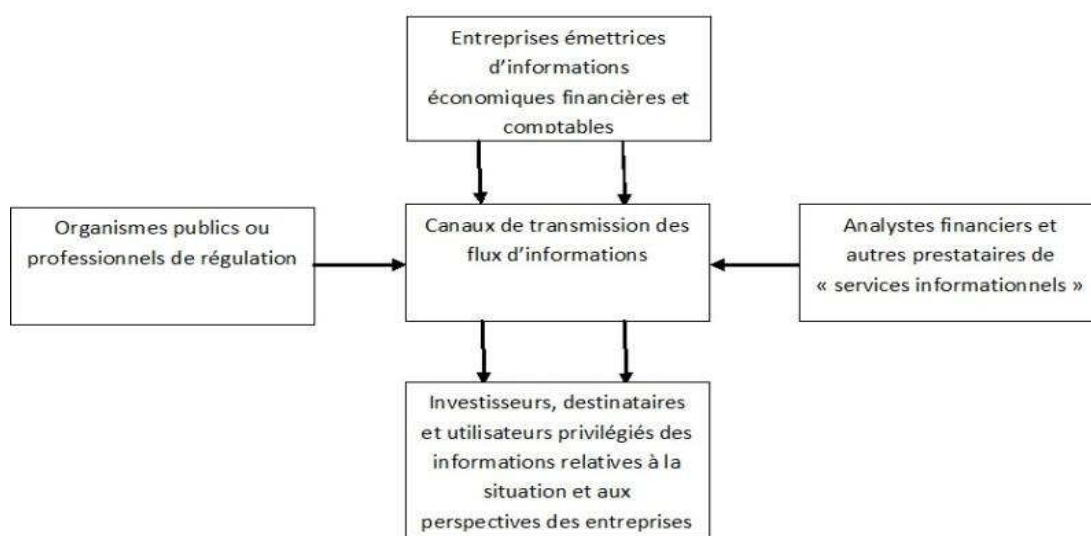 Entreprises émettrices
d’informations
économiques financières et
comptables
Organismes publics ou
professionnels de régulation
Canaux de transmission des
flux d’informations
Analystes financiers et
autres prestataires de
« services informationnels »
Investisseurs, destinataires
et utilisateurs privilégiés des
informations relatives à la
situation et aux
perspectives des entreprises